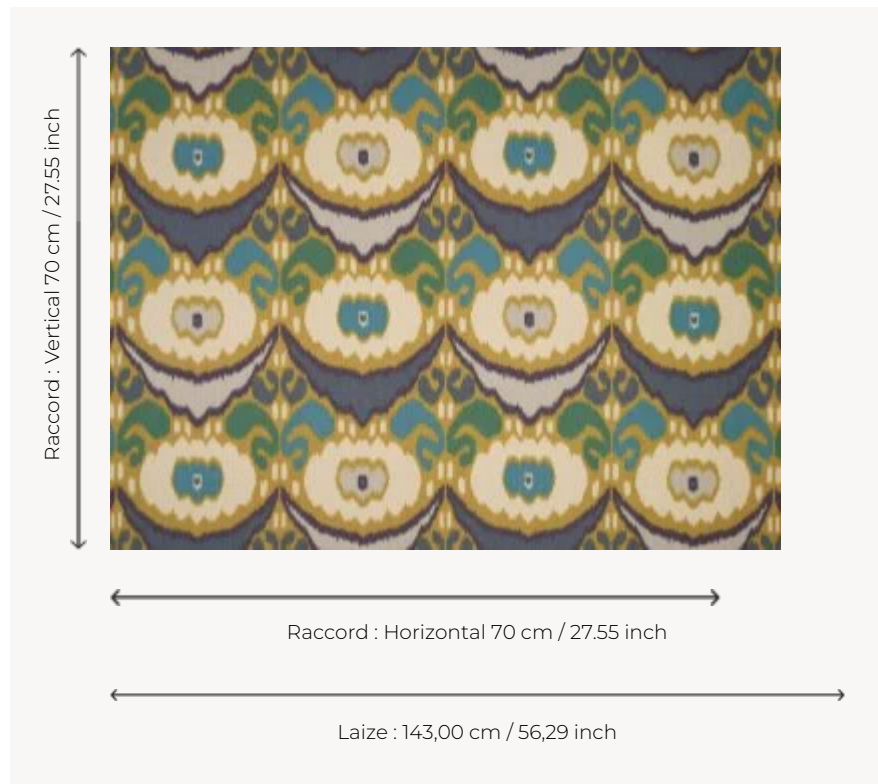 Raccord : Vertical 70 cm / 27.55 inch
Raccord : Horizontal 70 cm / 27.55 inch
Laize : 143,00 cm / 56,29 inch